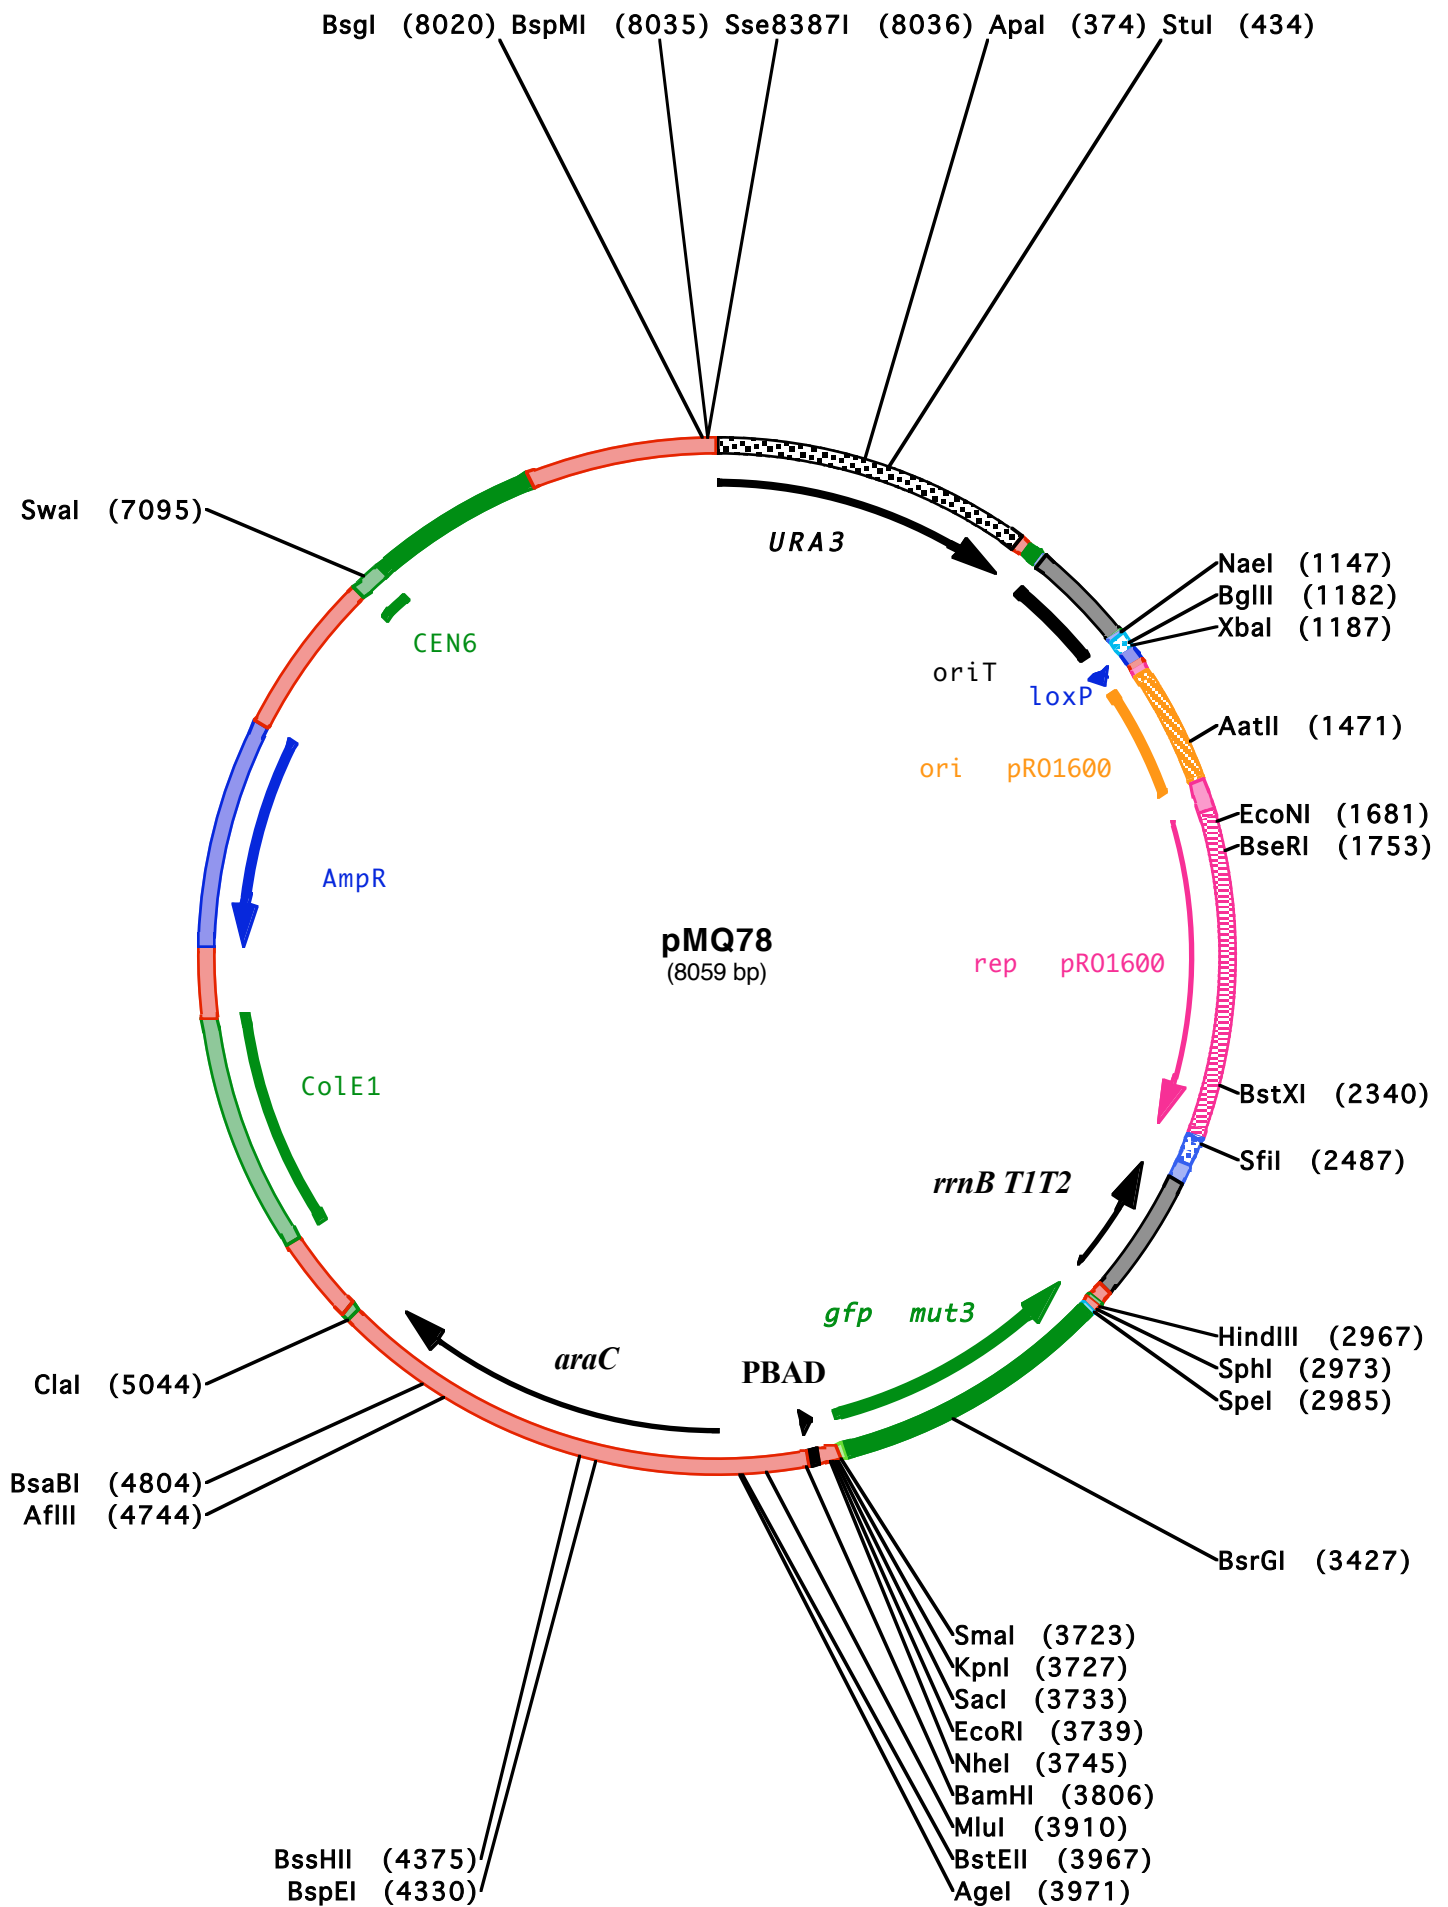 BsgI (8020) BspMI (8035) Sse8387I (8036) ApaI (374) StuI (434)
SwaI (7095)
URA3
NaeI (1147)
BglII (1182)
XbaI (1187)
CEN6
oriT
loxP
AatII (1471)
ori pRO1600
EcoNI (1681)
BseRI (1753)
AmpR
pMQ78
(8059 bp)
rep pRO1600
ColE1
BstXI (2340)
SfiI (2487)
rrnB T1T2
gfp mut3
HindIII (2967)
SphI (2973)
SpeI (2985)
araC
PBAD
ClaI (5044)
BsaBI (4804)
AflII (4744)
BsrGI (3427)
SmaI (3723)
KpnI (3727)
SacI (3733)
EcoRI (3739)
NheI (3745)
BamHI (3806)
MluI (3910)
BstEII (3967)
AgeI (3971)
BssHII (4375)
BspEI (4330)